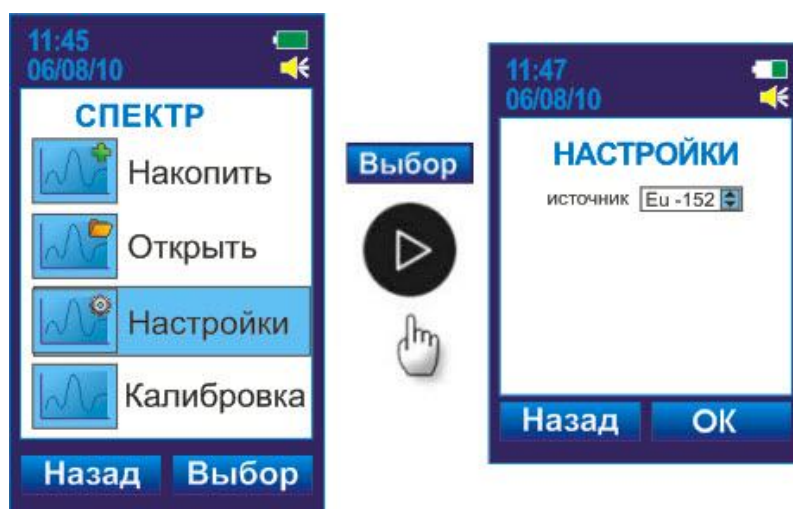 11:45
06/08/10
СПЕКТР
Накопить
Открыть
Настройки
Калибровка
Назад Выбор
Выбор
11:47
06/08/10
НАСТРОЙКИ
источник Eu -152
Назад ОК